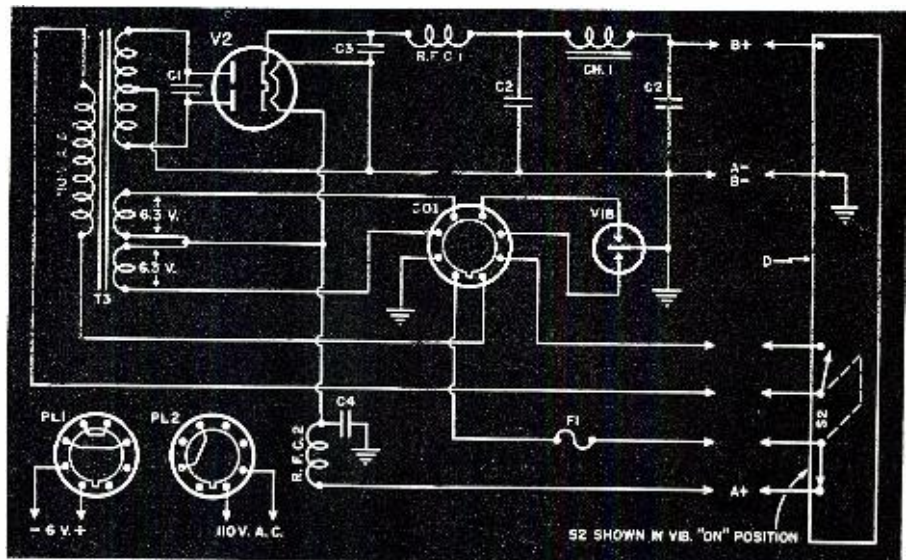 V2
C3
R.F.C.1
CH.1
B+
C1
C2
C2
110V. A.C.
A-
B-
6.3 V.
SO1
VIB
6.3 V.
D
T3
S2
PL1
PL2
C4
F1
R.F.C.2
- 6 V. +
110 V. A.C.
A+
S2 SHOWN IN VIB. "ON" POSITION